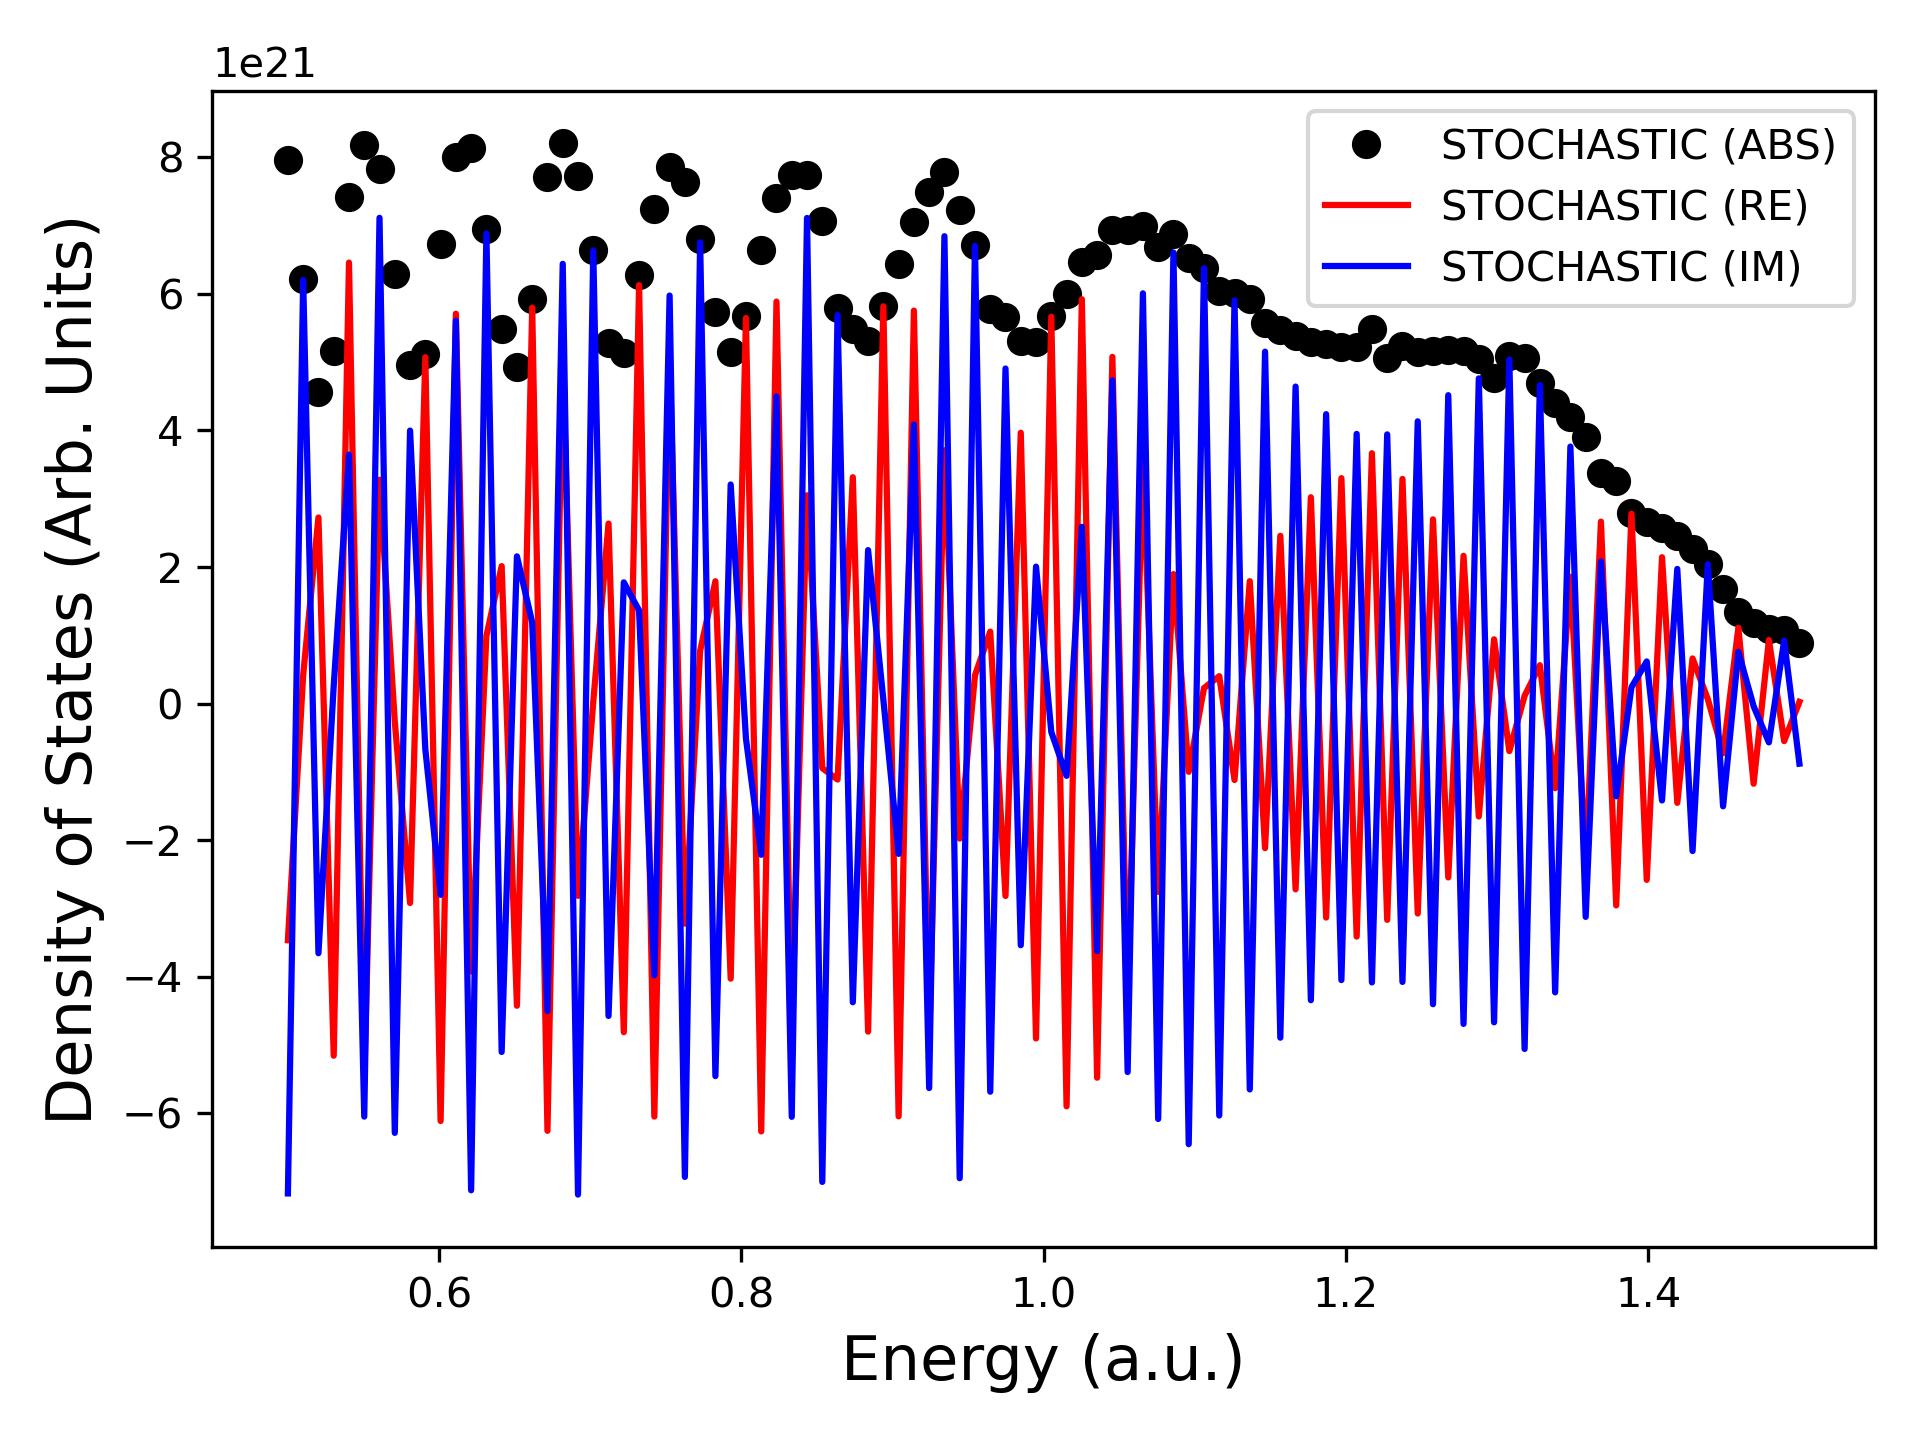 1e21
STOCHASTIC (ABS)
STOCHASTIC (RE)
STOCHASTIC (IM)
Density of States (Arb. Units)
8
6
4
2
0
−2
−4
−6
0.6 0.8 1.0 1.2 1.4
Energy (a.u.)